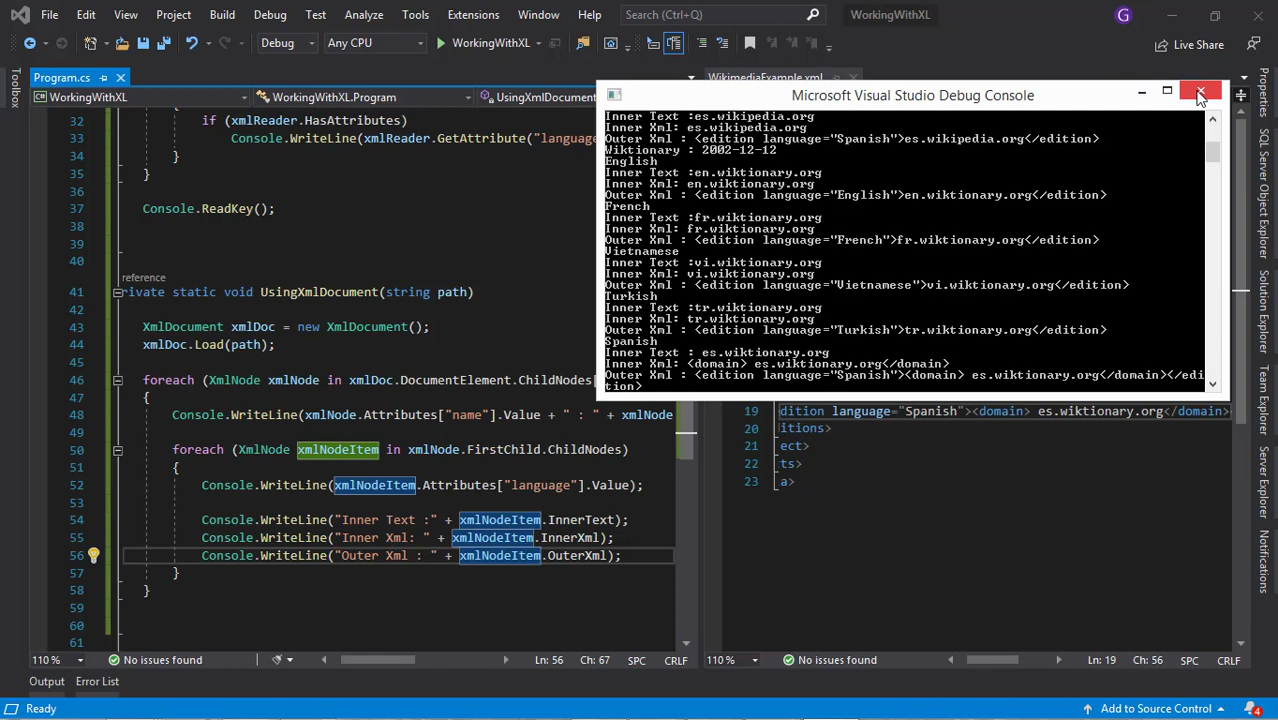 File Edit View Project Build Debug Test Analyze Tools Extensions Window Help Search (Ctrl+Q) WorkingWithXL G
Debug Any CPU WorkingWithXL Live Share
Program.cs WikimediaExample.xml
WorkingWithXL WorkingWithXL.Program UsingXmlDocument
Toolbox
32 if (xmlReader.HasAttributes)
33 Console.WriteLine(xmlReader.GetAttribute("language
34 }
35 }
36
37 Console.ReadKey();
38
39
40
reference
41 rivate static void UsingXmlDocument(string path)
42
43 XmlDocument xmlDoc = new XmlDocument();
44 xmlDoc.Load(path);
45
46 foreach (XmlNode xmlNode in xmlDoc.DocumentElement.ChildNodes[
47 {
48 Console.WriteLine(xmlNode.Attributes["name"].Value + " : " + xmlNode
49
50 foreach (XmlNode xmlNodeItem in xmlNode.FirstChild.ChildNodes)
51 {
52 Console.WriteLine(xmlNodeItem.Attributes["language"].Value);
53
54 Console.WriteLine("Inner Text :" + xmlNodeItem.InnerText);
55 Console.WriteLine("Inner Xml: " + xmlNodeItem.InnerXml);
56 Console.WriteLine("Outer Xml : " + xmlNodeItem.OuterXml);
57 }
58 }
59
60
61
Microsoft Visual Studio Debug Console
Inner Text :es.wikipedia.org
Inner Xml: es.wikipedia.org
Outer Xml : <edition language="Spanish">es.wikipedia.org</edition>
Wiktionary : 2002-12-12
English
Inner Text :en.wiktionary.org
Inner Xml: en.wiktionary.org
Outer Xml : <edition language="English">en.wiktionary.org</edition>
French
Inner Text :fr.wiktionary.org
Inner Xml: fr.wiktionary.org
Outer Xml : <edition language="French">fr.wiktionary.org</edition>
Vietnamese
Inner Text :vi.wiktionary.org
Inner Xml: vi.wiktionary.org
Outer Xml : <edition language="Vietnamese">vi.wiktionary.org</edition>
Turkish
Inner Text :tr.wiktionary.org
Inner Xml: tr.wiktionary.org
Outer Xml : <edition language="Turkish">tr.wiktionary.org</edition>
Spanish
Inner Text : es.wiktionary.org
Inner Xml: <domain> es.wiktionary.org</domain>
Outer Xml : <edition language="Spanish"><domain> es.wiktionary.org</domain></edi
tion>
19 dition language="Spanish"><domain> es.wiktionary.org</domain>
20 itions>
21 ect>
22 ts>
23 a>
Properties
SQL Server Object Explorer
Solution Explorer
Team Explorer
Notifications
110 % No issues found Ln: 56 Ch: 67 SPC CRLF
110 % No issues found Ln: 19 Ch: 56 SPC CRLF
Output Error List
Ready Add to Source Control 4